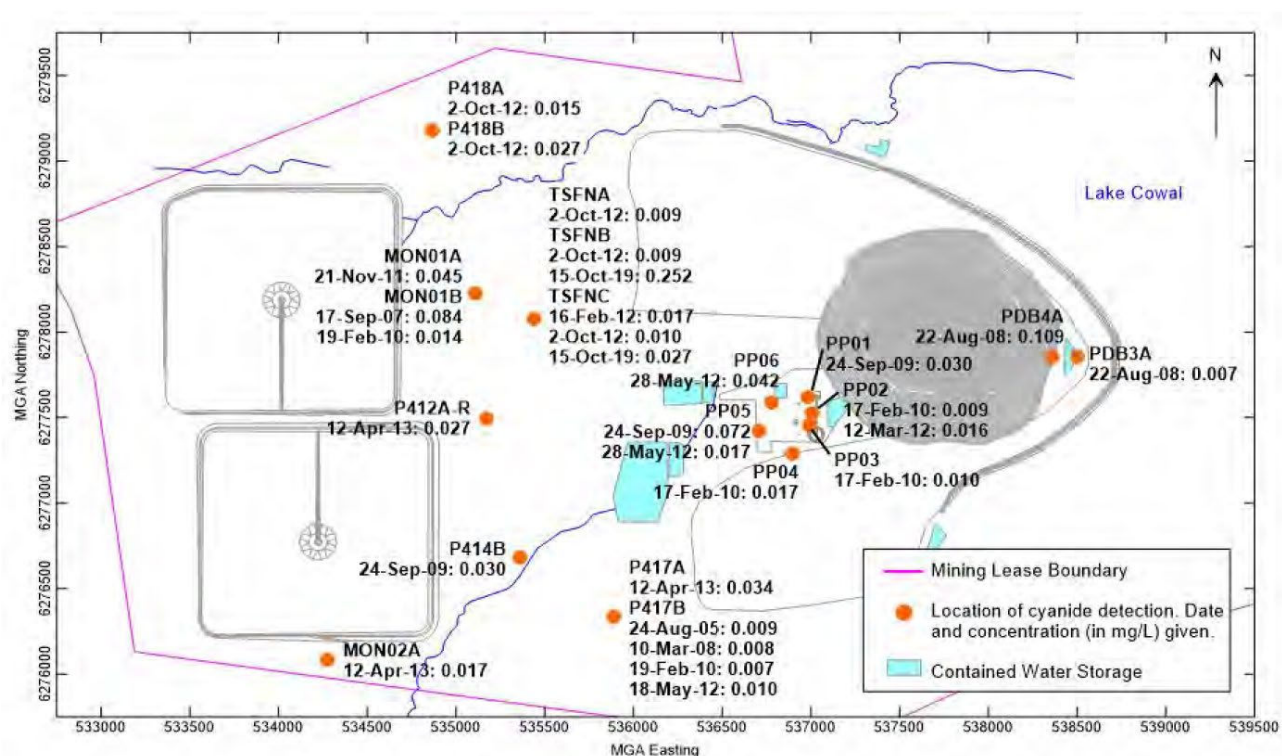 P418A
2-Oct-12: 0.015
P418B
2-Oct-12: 0.027
TSFNA
2-Oct-12: 0.009
TSFNB
2-Oct-12: 0.009
15-Oct-19: 0.252
TSFNC
16-Feb-12: 0.017
2-Oct-12: 0.010
15-Oct-19: 0.027
MON01A
21-Nov-11: 0.045
MON01B
17-Sep-07: 0.084
19-Feb-10: 0.014
N
Lake Cowal
PDB4A
22-Aug-08: 0.109
PDB3A
22-Aug-08: 0.007
PP01
24-Sep-09: 0.030
PP06
28-May-12: 0.042
PP02
17-Feb-10: 0.009
12-Mar-12: 0.016
PP05
24-Sep-09: 0.072
28-May-12: 0.017
PP03
17-Feb-10: 0.010
PP04
17-Feb-10: 0.017
P412A-R
12-Apr-13: 0.027
P414B
24-Sep-09: 0.030
P417A
12-Apr-13: 0.034
P417B
24-Aug-05: 0.009
10-Mar-08: 0.008
19-Feb-10: 0.007
18-May-12: 0.010
MON02A
12-Apr-13: 0.017
Mining Lease Boundary
Location of cyanide detection. Date
and concentration (in mg/L) given.
Contained Water Storage
MGA Northing
6279500
6279000
6278500
6278000
6277500
6277000
6276500
6276000
533000 533500 534000 534500 535000 535500 536000 536500 537000 537500 538000 538500 539000 539500
MGA Easting